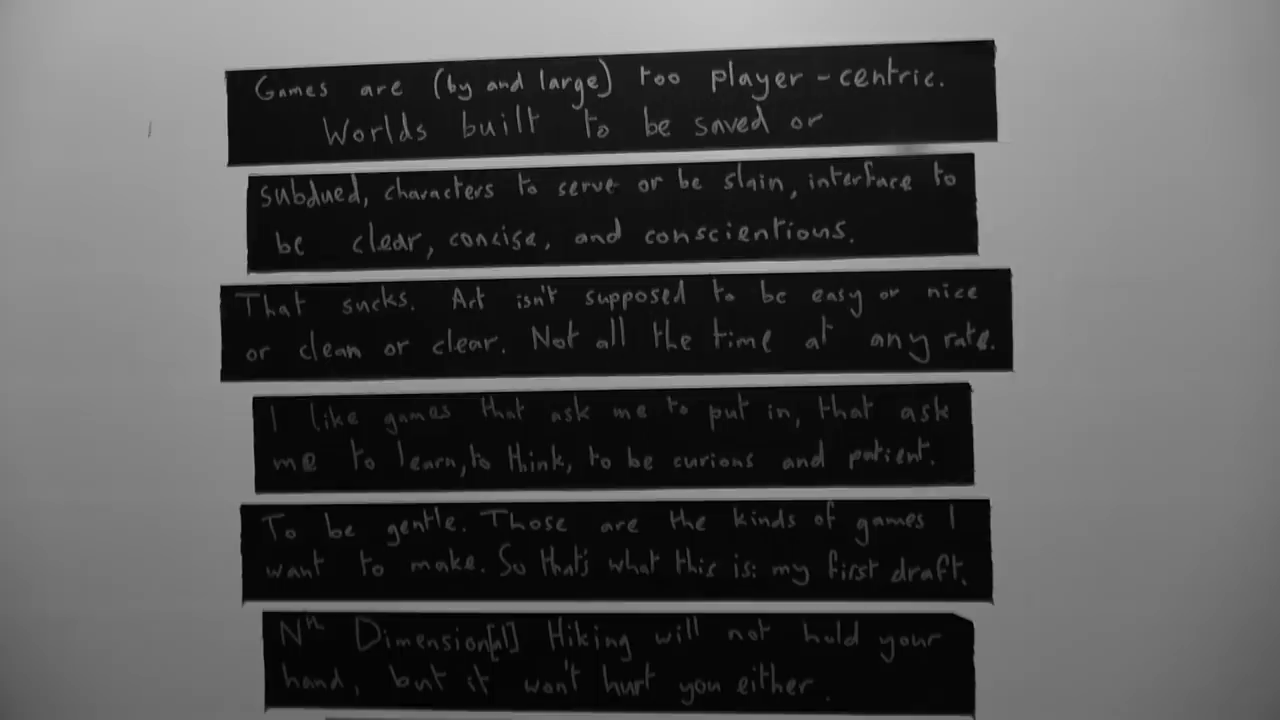 Games are (by and large) too player-centric.
Worlds built to be saved or
subdued, characters to serve or be slain, interface to
be clear, concise, and conscientious.
That sucks. Art isn't supposed to be easy or nice
or clean or clear. Not all the time at any rate.
I like games that ask me to put in, that ask
me to learn, to think, to be curious and patient.
To be gentle. Those are the kinds of games I
want to make. So that's what this is: my first draft.
Nth Dimension[al] Hiking will not hold your
hand, but it won't hurt you either.